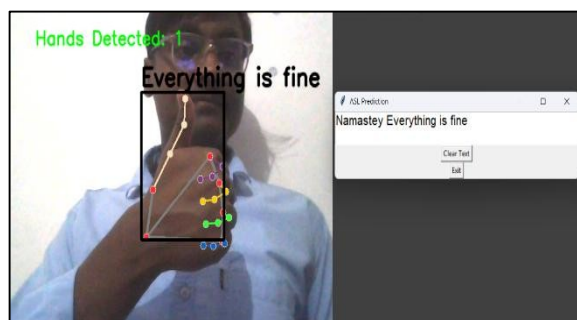 Hands Detected: 1
Everything is fine
ASL Prediction
Namastey Everything is fine
Clear Text
Exit